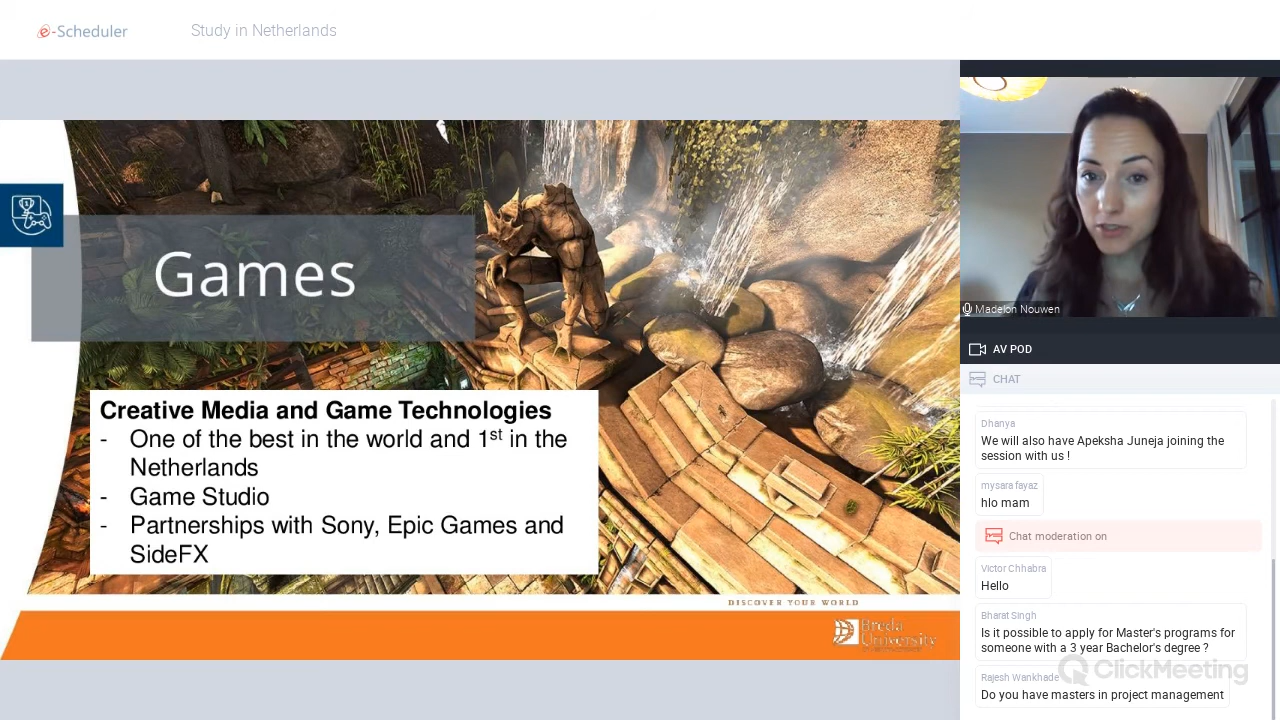 e-Scheduler
Study in Netherlands
Games
Creative Media and Game Technologies
- One of the best in the world and 1st in the
Netherlands
- Game Studio
- Partnerships with Sony, Epic Games and
SideFX
DISCOVER YOUR WORLD
Breda
University
Madelon Nouwen
AV POD
CHAT
Dhanya
We will also have Apeksha Juneja joining the
session with us !
mysara fayaz
hlo mam
Chat moderation on
Victor Chhabra
Hello
Bharat Singh
Is it possible to apply for Master's programs for
someone with a 3 year Bachelor's degree ?
Rajesh Wankhade
Do you have masters in project management
ClickMeeting